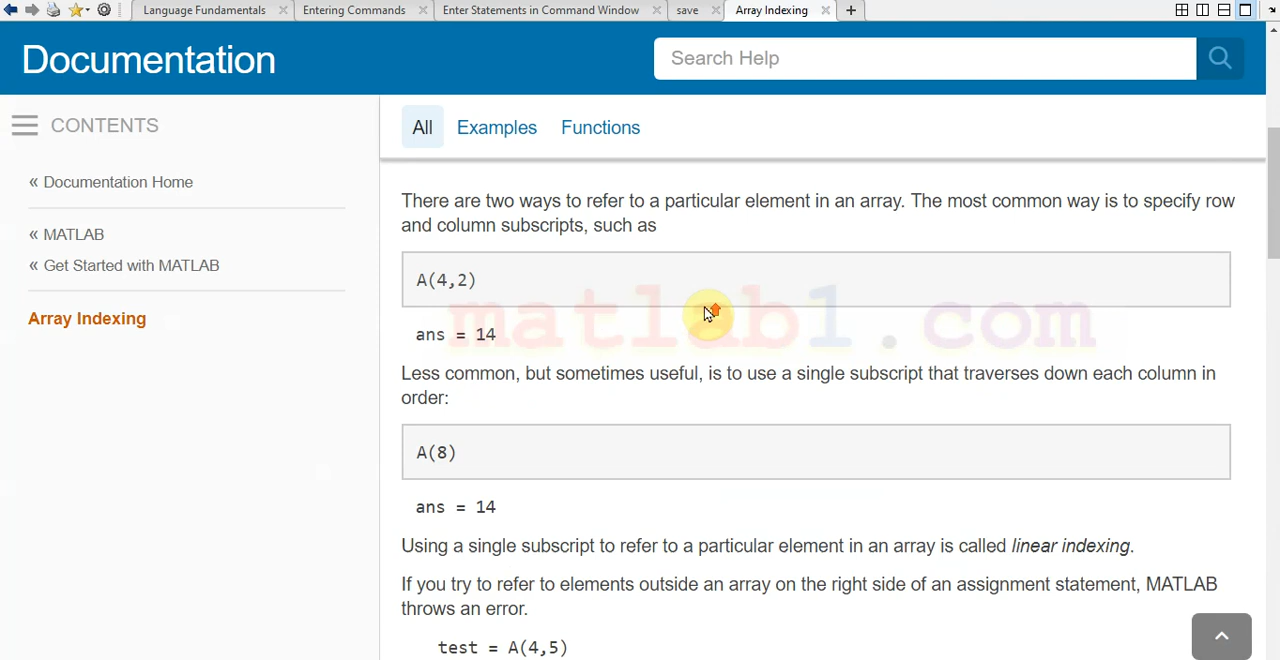 Language Fundamentals
Entering Commands
Enter Statements in Command Window
save
Array Indexing
Documentation
Search Help
CONTENTS
All
Examples
Functions
« Documentation Home
« MATLAB
« Get Started with MATLAB
Array Indexing
There are two ways to refer to a particular element in an array. The most common way is to specify row
and column subscripts, such as
A(4,2)
matlab1.com
ans = 14
Less common, but sometimes useful, is to use a single subscript that traverses down each column in
order:
A(8)
ans = 14
Using a single subscript to refer to a particular element in an array is called linear indexing.
If you try to refer to elements outside an array on the right side of an assignment statement, MATLAB
throws an error.
test = A(4,5)